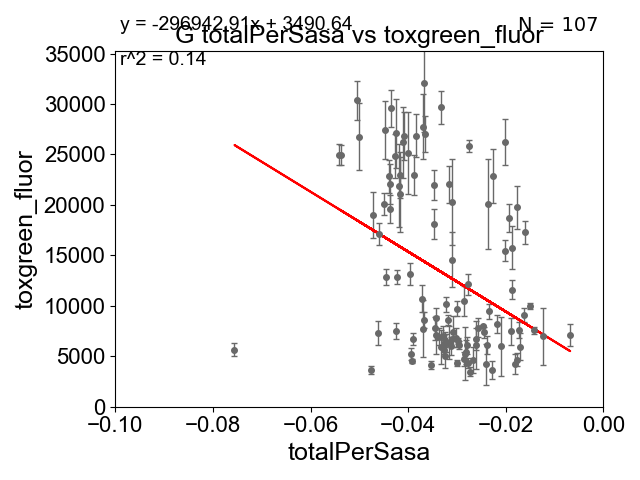 y = -296942.91x + 3490.64
N = 107
G totalPerSasa vs toxgreen_fluor
r^2 = 0.14
35000
30000
25000
20000
15000
10000
5000
0
toxgreen_fluor
−0.10 −0.08 −0.06 −0.04 −0.02 0.00
totalPerSasa